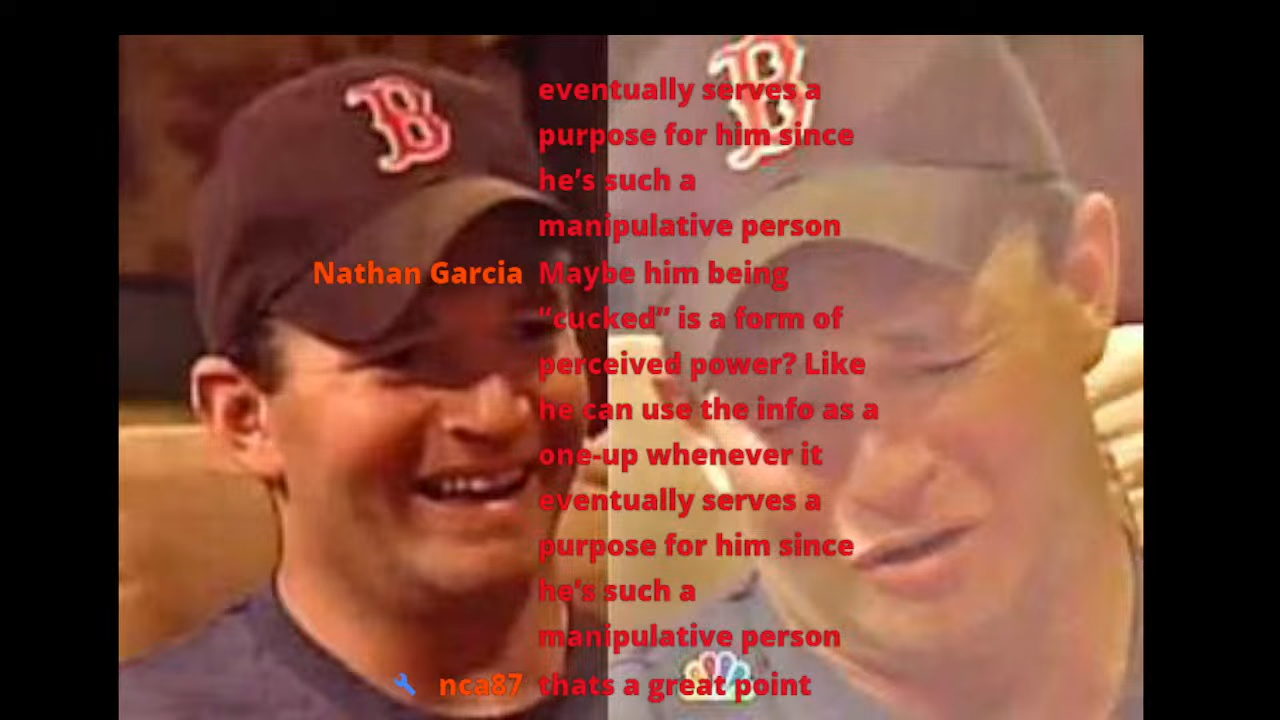 B
B
eventually serves a
purpose for him since
he’s such a
manipulative person
Nathan Garcia Maybe him being
“cucked” is a form of
perceived power? Like
he can use the info as a
one-up whenever it
eventually serves a
purpose for him since
he’s such a
manipulative person
nca87 thats a great point